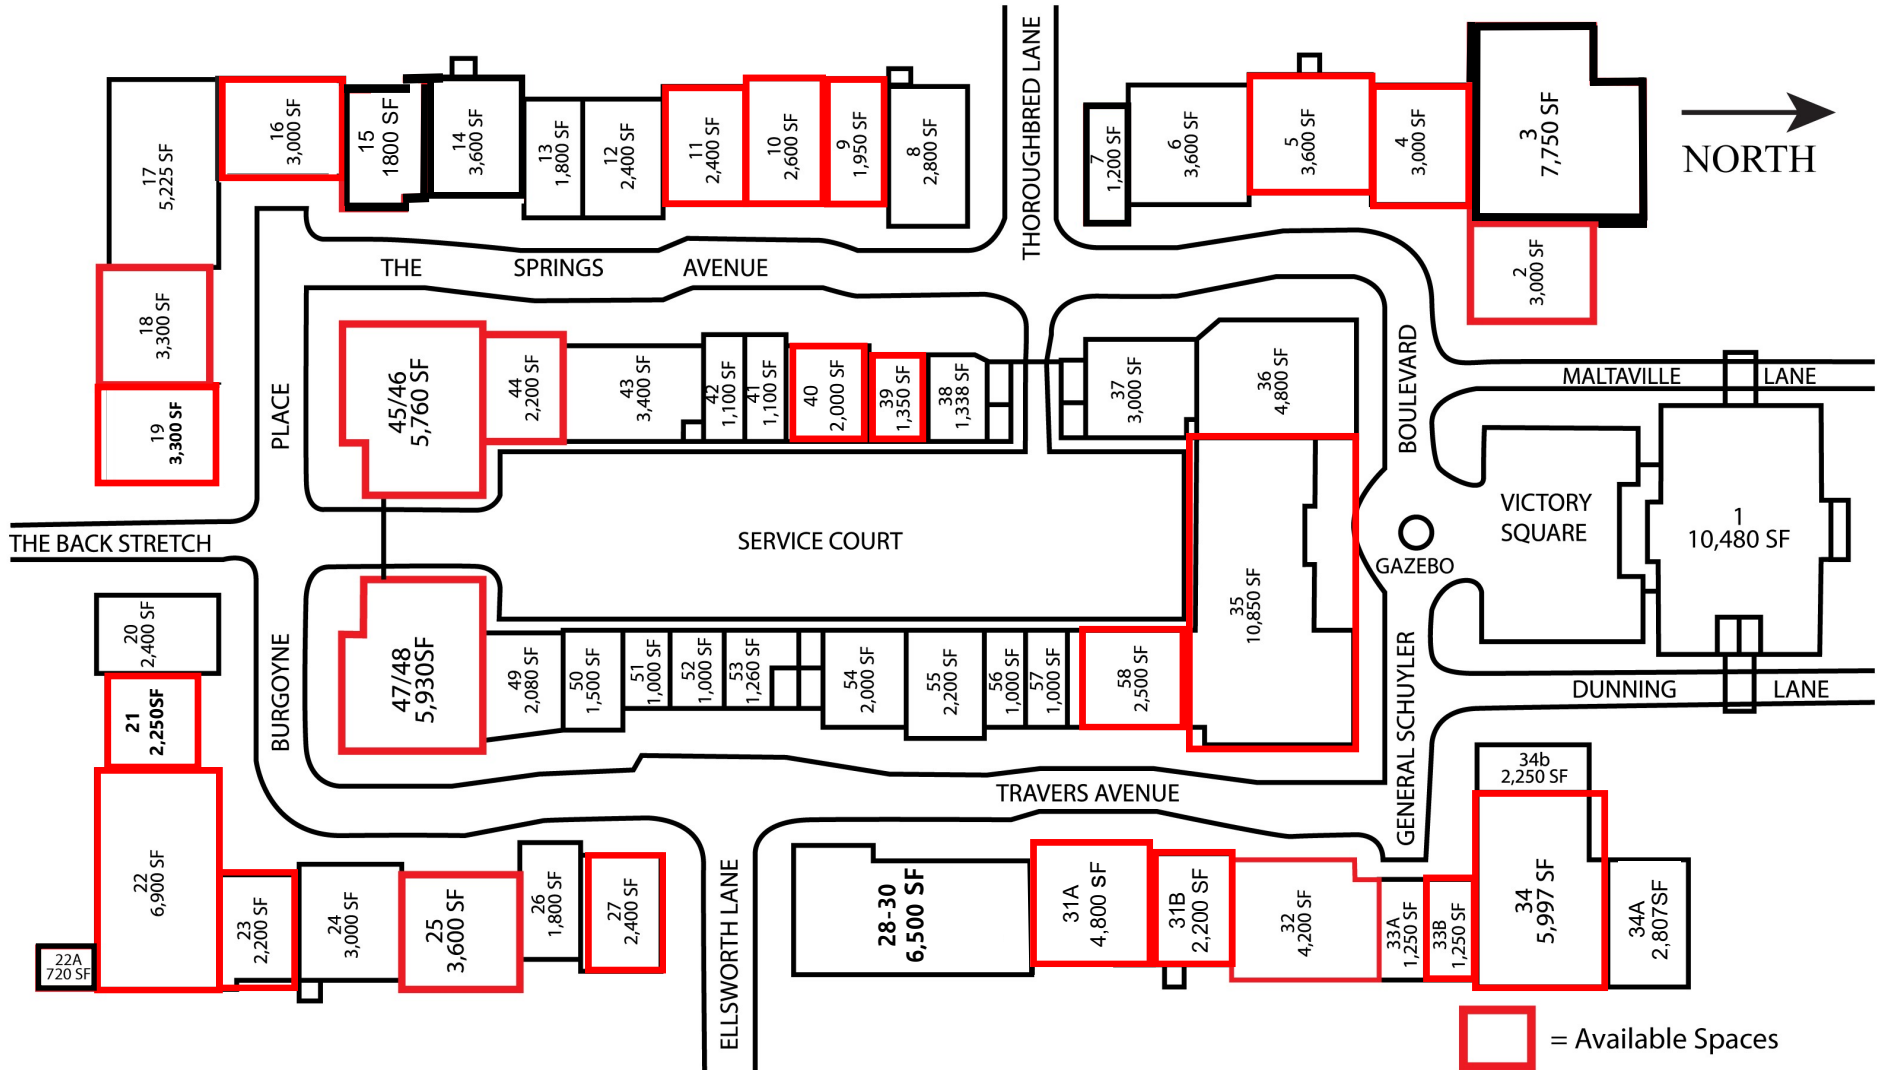 17
5,225 SF
16
3,000 SF
15
1800 SF
14
3,600 SF
13
1,800 SF
12
2,400 SF
11
2,400 SF
10
2,600 SF
9
1,950 SF
8
2,800 SF
THOROUGHBRED LANE
7
1,200 SF
6
3,600 SF
5
3,600 SF
4
3,000 SF
3
7,750 SF
NORTH
2
3,000 SF
18
3,300 SF
19
3,300 SF
THE SPRINGS AVENUE
PLACE
45/46
5,760 SF
44
2,200 SF
43
3,400 SF
42
1,100 SF
41
1,100 SF
40
2,000 SF
39
1,350 SF
38
1,338 SF
37
3,000 SF
36
4,800 SF
BOULEVARD
MALTAVILLE LANE
THE BACK STRETCH
SERVICE COURT
35
10,850 SF
GAZEBO
VICTORY
SQUARE
1
10,480 SF
20
2,400 SF
21
2,250SF
BURGOYNE
47/48
5,930SF
49
2,080 SF
50
1,500 SF
51
1,000 SF
52
1,000 SF
53
1,260 SF
54
2,000 SF
55
2,200 SF
56
1,000 SF
57
1,000 SF
58
2,500 SF
GENERAL SCHUYLER
DUNNING LANE
TRAVERS AVENUE
34b
2,250 SF
22
6,900 SF
22A
720 SF
23
2,200 SF
24
3,000 SF
25
3,600 SF
26
1,800 SF
27
2,400 SF
ELLSWORTH LANE
28-30
6,500 SF
31A
4,800 SF
31B
2,200 SF
32
4,200 SF
33A
1,250 SF
33B
1,250 SF
34
5,997 SF
34A
2,807SF
= Available Spaces